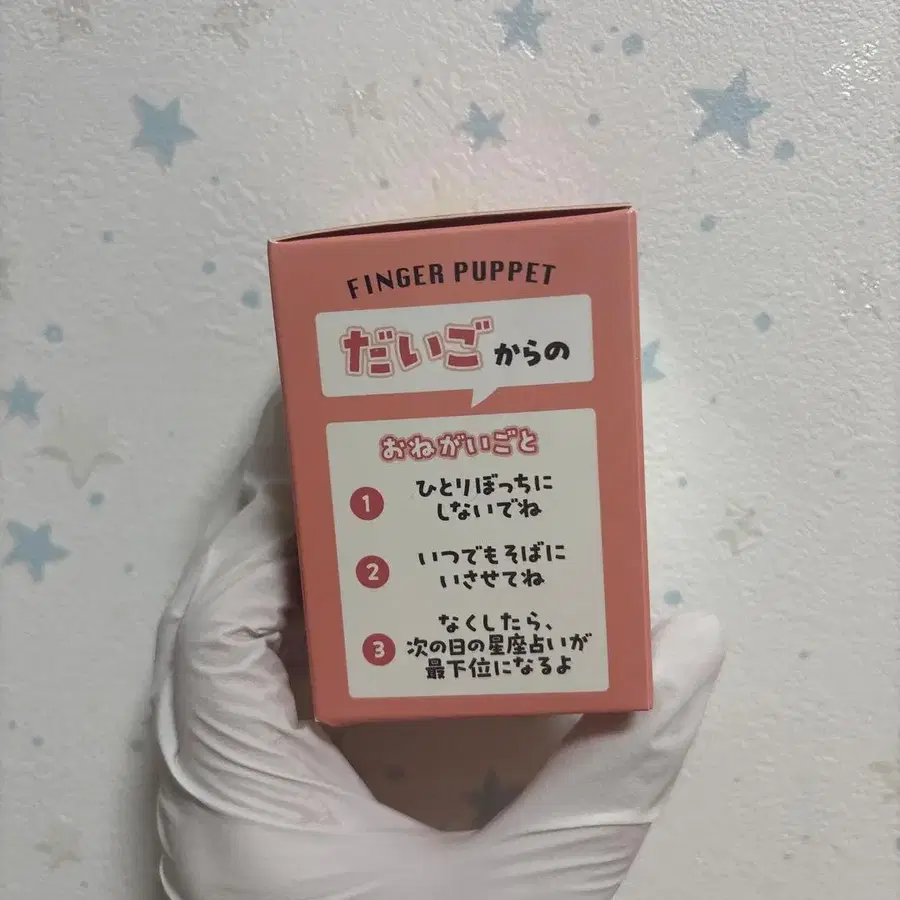 FINGER PUPPET
だいごからの
おねがいごと
1 ひとりぼっちに
しないでね
2 いつでもそばに
いさせてね
3 なくしたら、
次の日の星座占いが
最下位になるよ